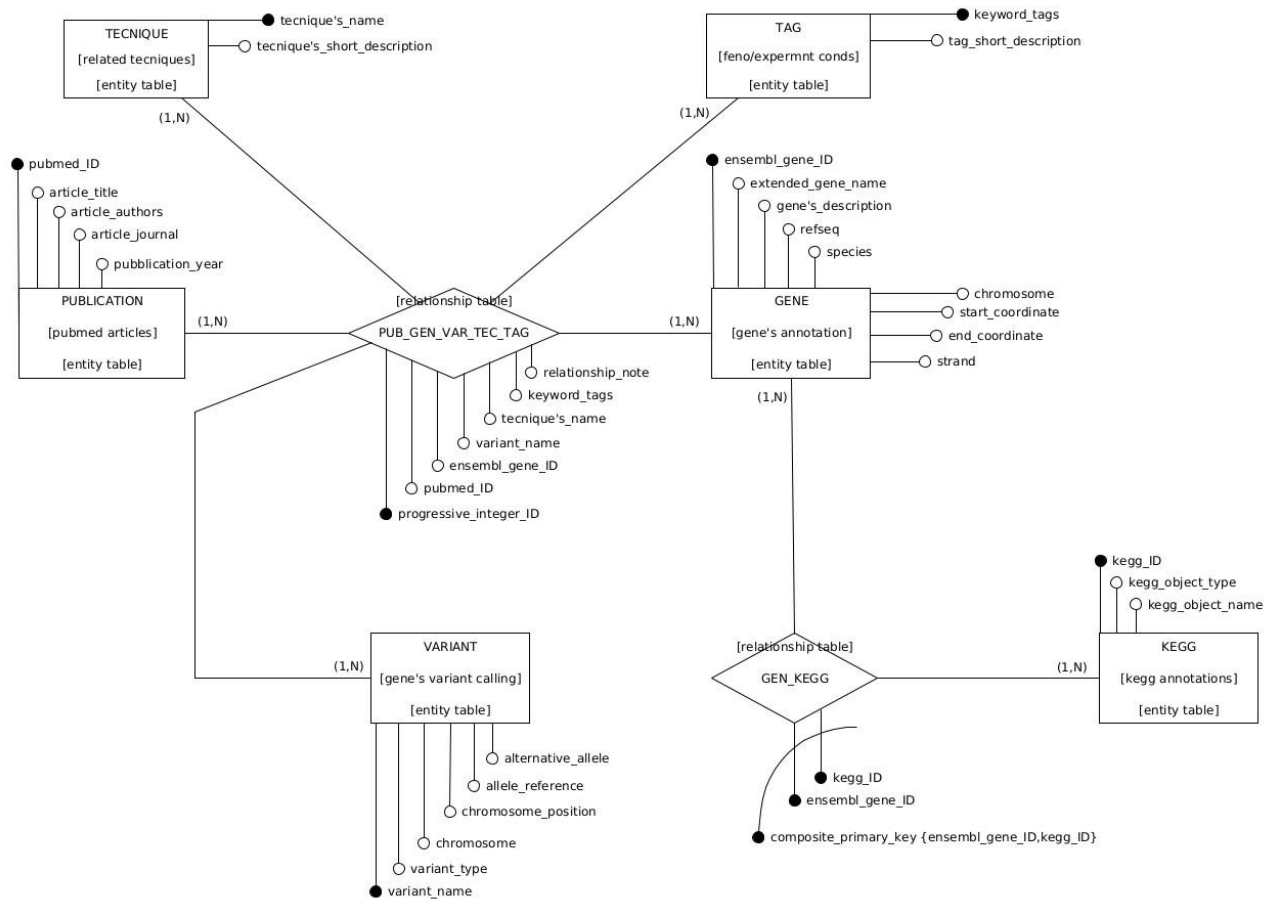 TECNIQUE
[related tecniques]
[entity table]
tecnique's_name
tecnique's_short_description
(1,N)
TAG
[feno/expermnt conds]
[entity table]
keyword_tags
tag_short_description
(1,N)
pubmed_ID
article_title
article_authors
article_journal
pubblication_year
PUBLICATION
[pubmed articles]
[entity table]
(1,N)
[relationship table]
PUB_GEN_VAR_TEC_TAG
relationship_note
keyword_tags
tecnique's_name
variant_name
ensembl_gene_ID
pubmed_ID
progressive_integer_ID
ensembl_gene_ID
extended_gene_name
gene's_description
refseq
species
(1,N)
GENE
[gene's annotation]
[entity table]
chromosome
start_coordinate
end_coordinate
strand
(1,N)
(1,N)
VARIANT
[gene's variant calling]
[entity table]
alternative_allele
allele_reference
chromosome_position
chromosome
variant_type
variant_name
[relationship table]
GEN_KEGG
kegg_ID
ensembl_gene_ID
composite_primary_key {ensembl_gene_ID,kegg_ID}
(1,N)
kegg_ID
kegg_object_type
kegg_object_name
KEGG
[kegg annotations]
[entity table]